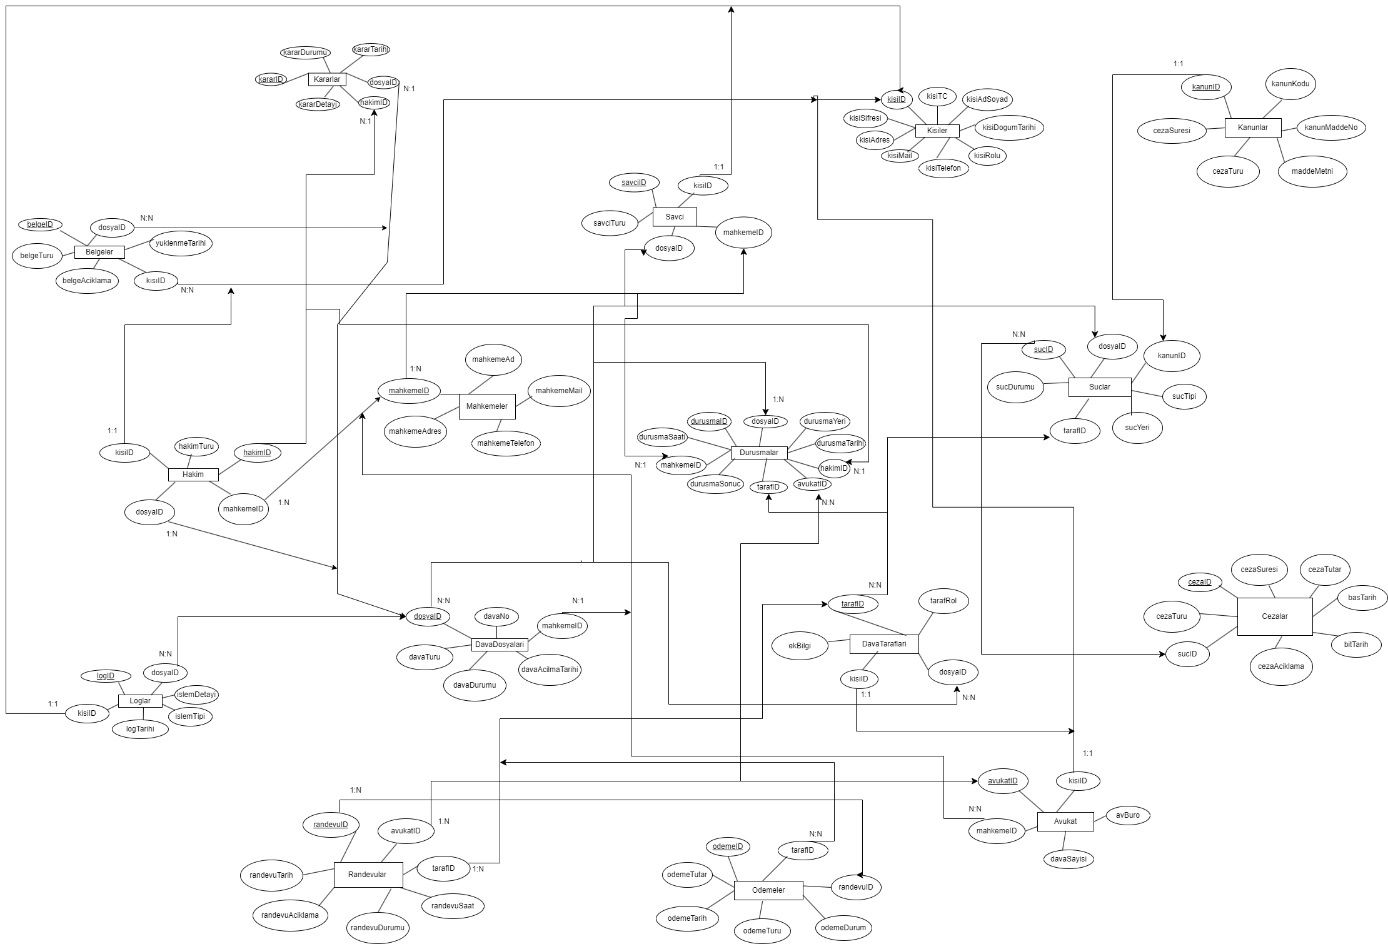 kararDurumu
kararTarihi
kararID
Kararlar
dosyaID
N:1
kararDetayi
hakimID
N:1
kisiID
kisiTC
kisiAdSoyad
kisiSifresi
kisiDogumTarihi
Kisiler
kisiAdres
kisiMail
kisiRolu
kisiTelefon
1:1
kanunID
kanunKodu
cezaSuresi
Kanunlar
kanunMaddeNo
cezaTuru
maddeMetni
1:1
savciID
kisiID
savciTuru
Savci
mahkemeID
dosyaID
N:N
belgeID
dosyaID
yuklenmeTarihi
belgeTuru
Belgeler
belgeAciklama
kisiID
N:N
mahkemeAd
1:N
mahkemeID
mahkemeMail
Mahkemeler
mahkemeAdres
mahkemeTelefon
N:N
sucID
dosyaID
kanunID
sucDurumu
Suclar
sucTipi
tarafID
sucYeri
1:1
kisiID
hakimTuru
hakimID
Hakim
dosyaID
mahkemeID
1:N
1:N
1:N
durusmaID
dosyaID
durusmaYeri
durusmaSaati
durusmaTarihi
Durusmalar
mahkemeID
hakimID
N:1
N:1
durusmaSonuc
tarafID
avukatID
N:N
N:N
dosyaID
davaNo
N:1
mahkemeID
DavaDosyalari
davaTuru
davaAcilmaTarihi
davaDurumu
N:N
tarafID
tarafRol
ekBilgi
DavaTaraflari
kisiID
dosyaID
1:1
N:N
cezaID
cezaSuresi
cezaTutar
basTarih
cezaTuru
Cezalar
bitTarih
sucID
cezaAciklama
N:N
logID
dosyaID
islemDetayi
Loglar
1:1
kisiID
islemTipi
logTarihi
1:1
avukatID
kisiID
N:N
mahkemeID
Avukat
avBuro
davaSayisi
1:N
randevuID
1:N
avukatID
randevuTarih
Randevular
tarafID
1:N
randevuAciklama
randevuSaat
randevuDurumu
N:N
odemeID
tarafID
odemeTutar
Odemeler
randevuID
odemeTarih
odemeTuru
odemeDurum